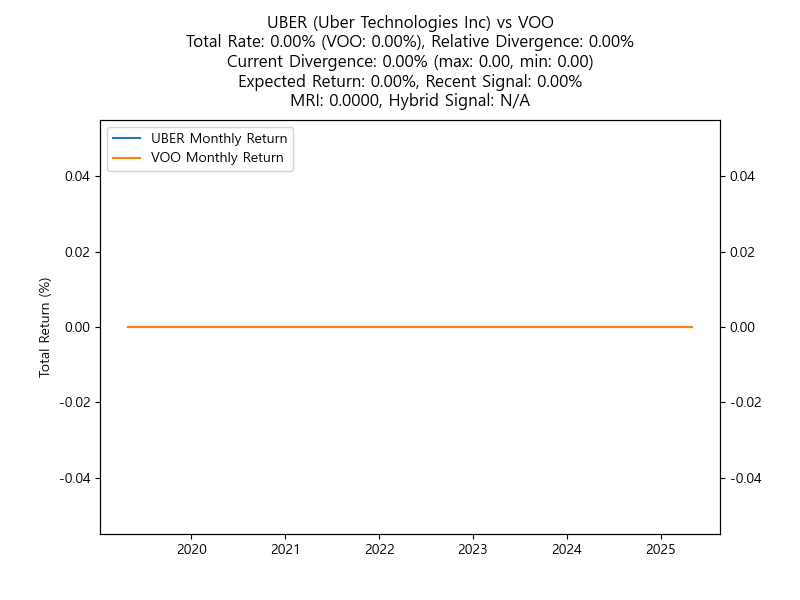 UBER (Uber Technologies Inc) vs VOO
Total Rate: 0.00% (VOO: 0.00%), Relative Divergence: 0.00%
Current Divergence: 0.00% (max: 0.00, min: 0.00)
Expected Return: 0.00%, Recent Signal: 0.00%
MRI: 0.0000, Hybrid Signal: N/A
UBER Monthly Return
VOO Monthly Return
Total Return (%)
0.04 0.04
0.02 0.02
0.00 0.00
-0.02 -0.02
-0.04 -0.04
2020 2021 2022 2023 2024 2025